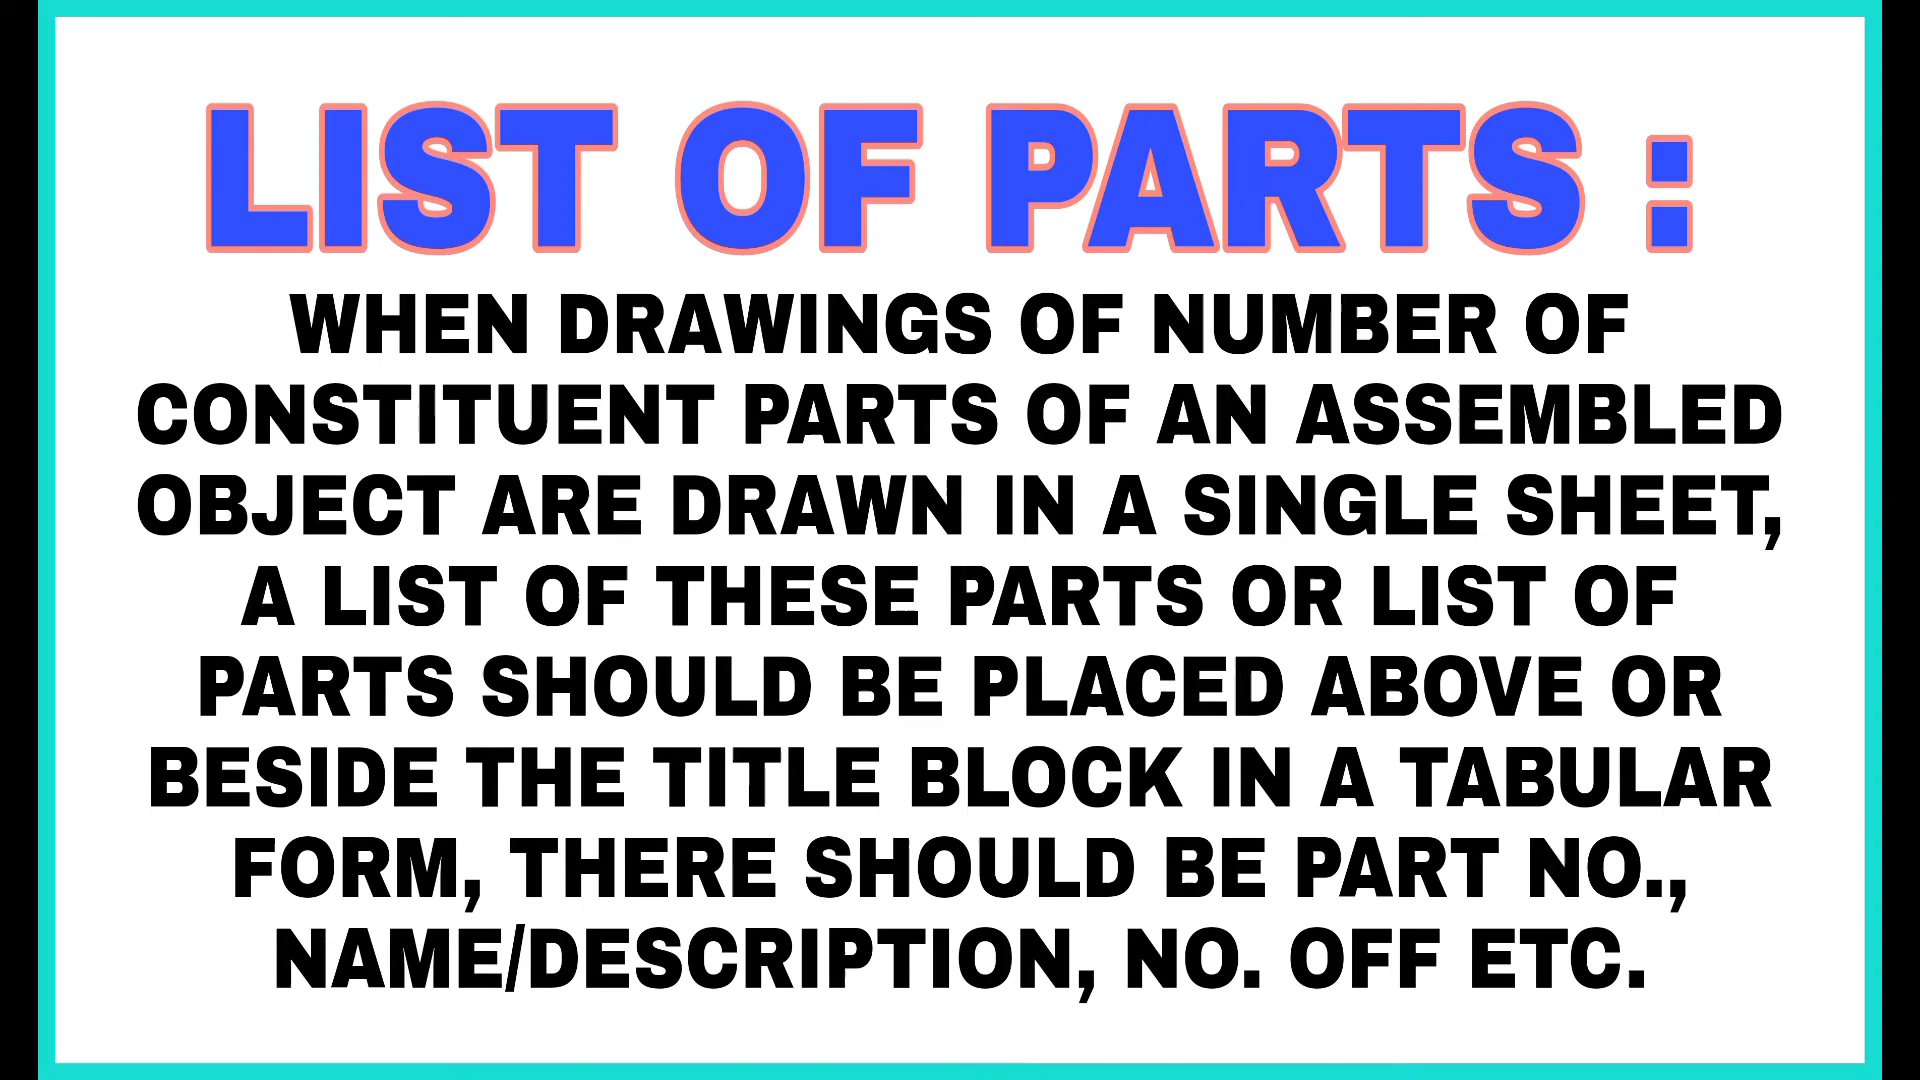 LIST OF PARTS :
WHEN DRAWINGS OF NUMBER OF
CONSTITUENT PARTS OF AN ASSEMBLED
OBJECT ARE DRAWN IN A SINGLE SHEET,
A LIST OF THESE PARTS OR LIST OF
PARTS SHOULD BE PLACED ABOVE OR
BESIDE THE TITLE BLOCK IN A TABULAR
FORM, THERE SHOULD BE PART NO.,
NAME/DESCRIPTION, NO. OFF ETC.